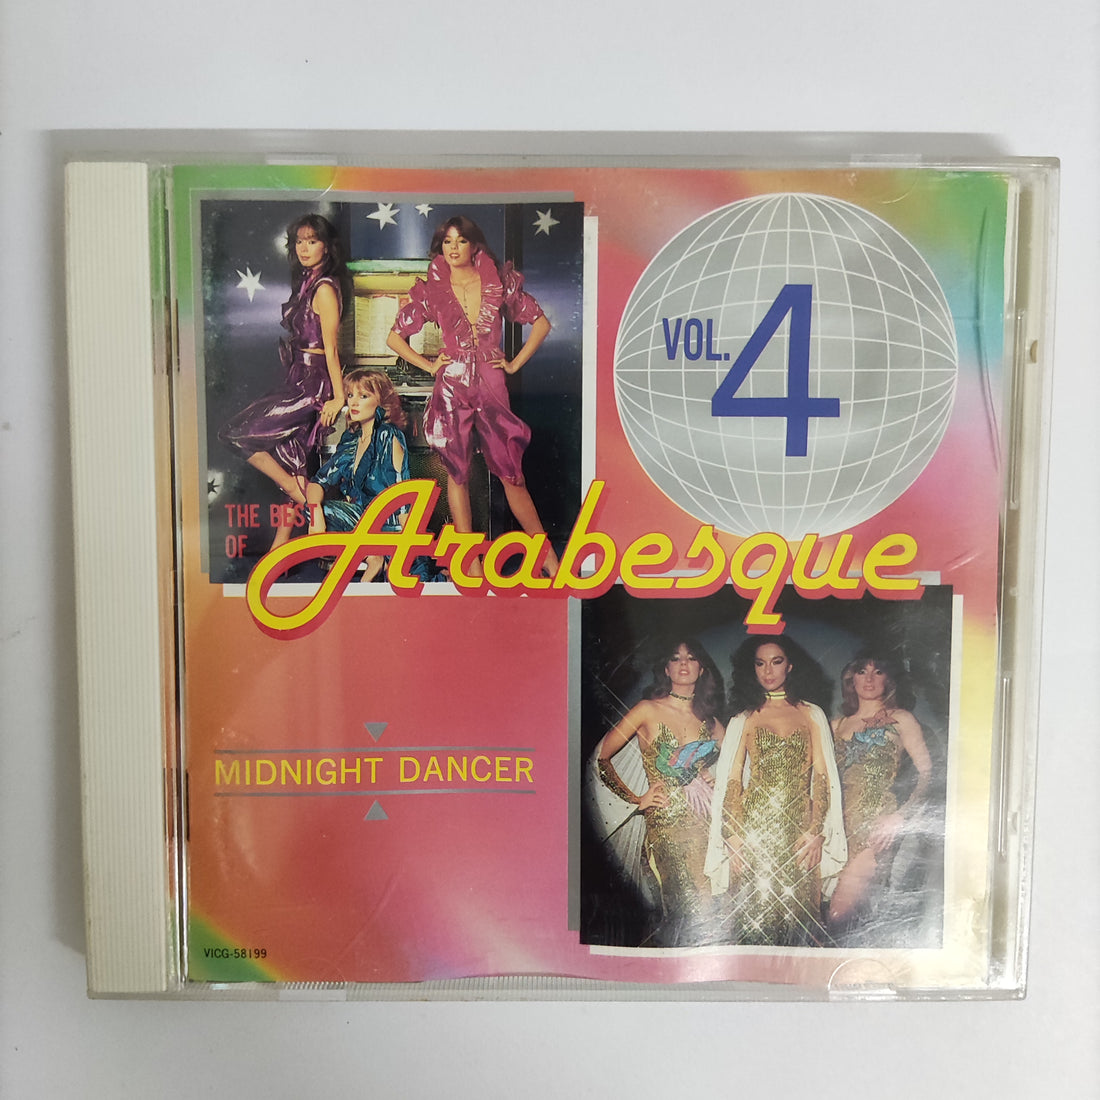 VOL. 4
THE BEST
OF
Arabesque
MIDNIGHT DANCER
VICG-58199